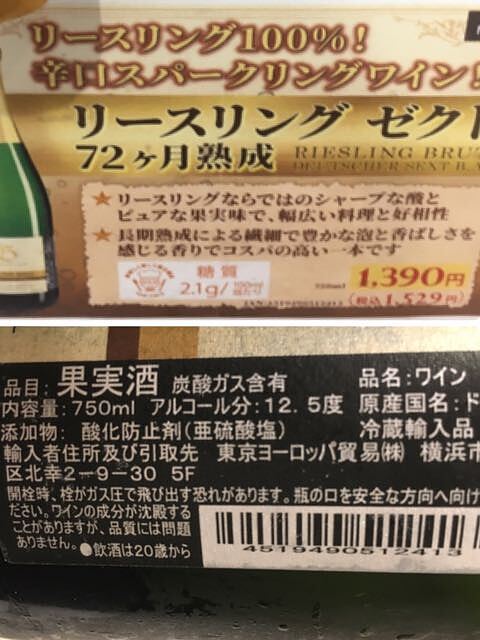 リースリング100%!
辛口スパークリングワイン!
リースリング ゼクト
72ヶ月熟成 RIESLING BRUT
DEUTSCHER SEKT B.A.
★リースリングならではのシャープな酸と
ピュアな果実味で、幅広い料理と好相性
★長期熟成による繊細で豊かな泡と香ばしさを
感じる香りでコスパの高い一本です
糖質
2.1g/100ml
750ml
1,390円
(税込1,529円)
品目:果実酒 炭酸ガス含有 品名:ワイン
内容量:750ml アルコール分:12.5度 原産国名:ド
添加物: 酸化防止剤(亜硫酸塩) 冷蔵輸入品
輸入者住所及び引取先 東京ヨーロッパ貿易㈱ 横浜市
区北幸2-9-30 5F
開栓時、栓がガス圧で飛び出す恐れがあります。瓶の口を安全な方向へ向け
ださい。ワインの成分が沈殿する
ことがありますが、品質には問題
ありません。●飲酒は20歳から
4519490512413